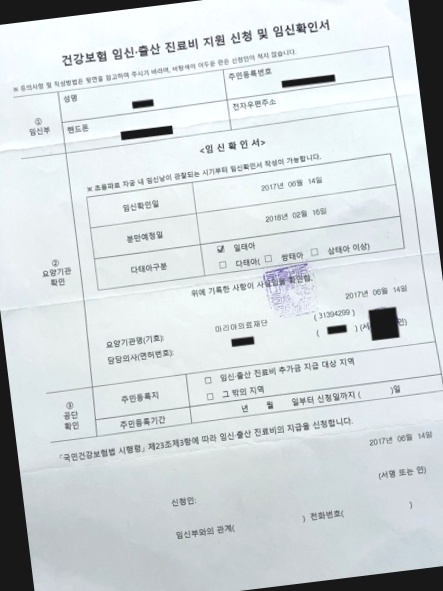 건강보험 임신·출산 진료비 지원 신청 및 임신확인서
※ 유의사항 및 작성방법은 뒷면을 참고하여 주시기 바라며, 바탕색이 어두운 란은 신청인이 적지 않습니다.
① 임신부
성명
주민등록번호
핸드폰
전자우편주소
<임 신 확 인 서>
※ 초음파로 자궁 내 임신낭이 관찰되는 시기부터 임신확인서 작성이 가능합니다.
② 요양기관 확인
임신확인일 2017년 06월 14일
분만예정일 2018년 02월 16일
다태아구분 ☑ 일태아
☐ 다태아( ☐ 쌍태아 ☐ 삼태아 이상)
위에 기록한 사항이 사실임을 확인함.
2017년 06월 14일
요양기관명(기호): 마리아의료재단 ( 31394299 )
담당의사(면허번호): ( ) (서 인)
③ 공단 확인
주민등록지 ☐ 임신·출산 진료비 추가금 지급 대상 지역
☐ 그 밖의 지역
주민등록기간 년 월 일부터 신청일까지 ( )일
「국민건강보험법 시행령」 제23조제3항에 따라 임신·출산 진료비의 지급을 신청합니다.
2017년 06월 14일
신청인: (서명 또는 인)
임신부와의 관계( ) 전화번호( )